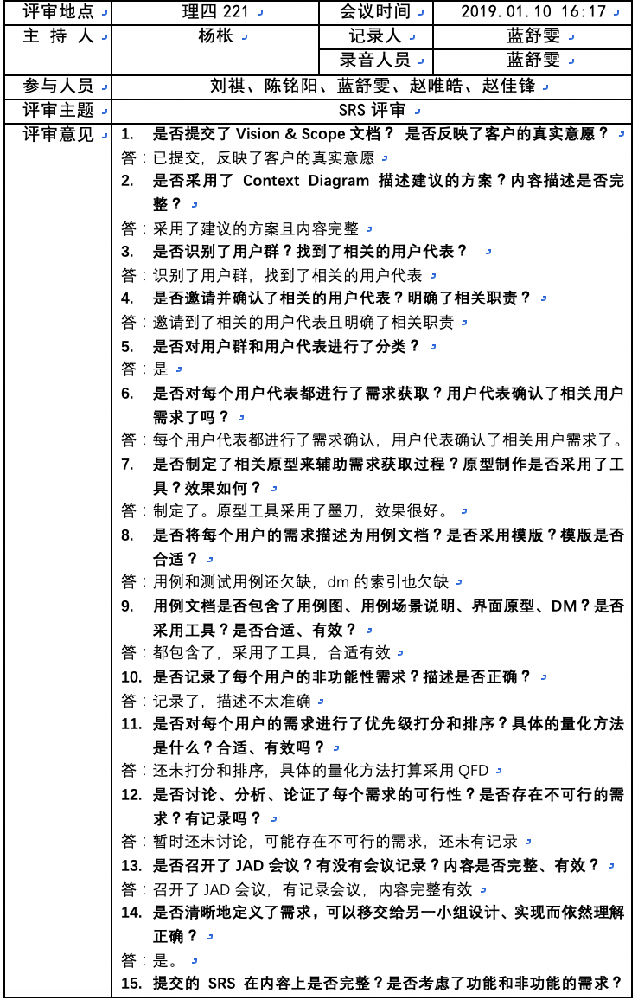 评审地点 理四 221 会议时间 2019.01.10 16:17
主 持 人 杨枨 记录人 蓝舒雯
录音人员 蓝舒雯
参与人员 刘祺、陈铭阳、蓝舒雯、赵唯皓、赵佳锋
评审主题 SRS 评审
评审意见 1. 是否提交了 Vision & Scope 文档？ 是否反映了客户的真实意愿？
答：已提交，反映了客户的真实意愿
2. 是否采用了 Context Diagram 描述建议的方案？内容描述是否完
整？
答：采用了建议的方案且内容完整
3. 是否识别了用户群？找到了相关的用户代表？
答：识别了用户群，找到了相关的用户代表
4. 是否邀请并确认了相关的用户代表？明确了相关职责？
答：邀请到了相关的用户代表且明确了相关职责
5. 是否对用户群和用户代表进行了分类？
答：是
6. 是否对每个用户代表都进行了需求获取？用户代表确认了相关用户
需求了吗？
答：每个用户代表都进行了需求确认，用户代表确认了相关用户需求了。
7. 是否制定了相关原型来辅助需求获取过程？原型制作是否采用了工
具？效果如何？
答：制定了。原型工具采用了墨刀，效果很好。
8. 是否将每个用户的需求描述为用例文档？是否采用模版？模版是否
合适？
答：用例和测试用例还欠缺，dm 的索引也欠缺
9. 用例文档是否包含了用例图、用例场景说明、界面原型、DM？是否
采用工具？是否合适、有效？
答：都包含了，采用了工具，合适有效
10. 是否记录了每个用户的非功能性需求？描述是否正确？
答：记录了，描述不太准确
11. 是否对每个用户的需求进行了优先级打分和排序？具体的量化方法
是什么？合适、有效吗？
答：还未打分和排序，具体的量化方法打算采用 QFD
12. 是否讨论、分析、论证了每个需求的可行性？是否存在不可行的需
求？有记录吗？
答：暂时还未讨论，可能存在不可行的需求，还未有记录
13. 是否召开了 JAD 会议？有没有会议记录？内容是否完整、有效？
答：召开了 JAD 会议，有记录会议，内容完整有效
14. 是否清晰地定义了需求，可以移交给另一小组设计、实现而依然理解
正确？
答：是。
15. 提交的 SRS 在内容上是否完整？是否考虑了功能和非功能的需求？